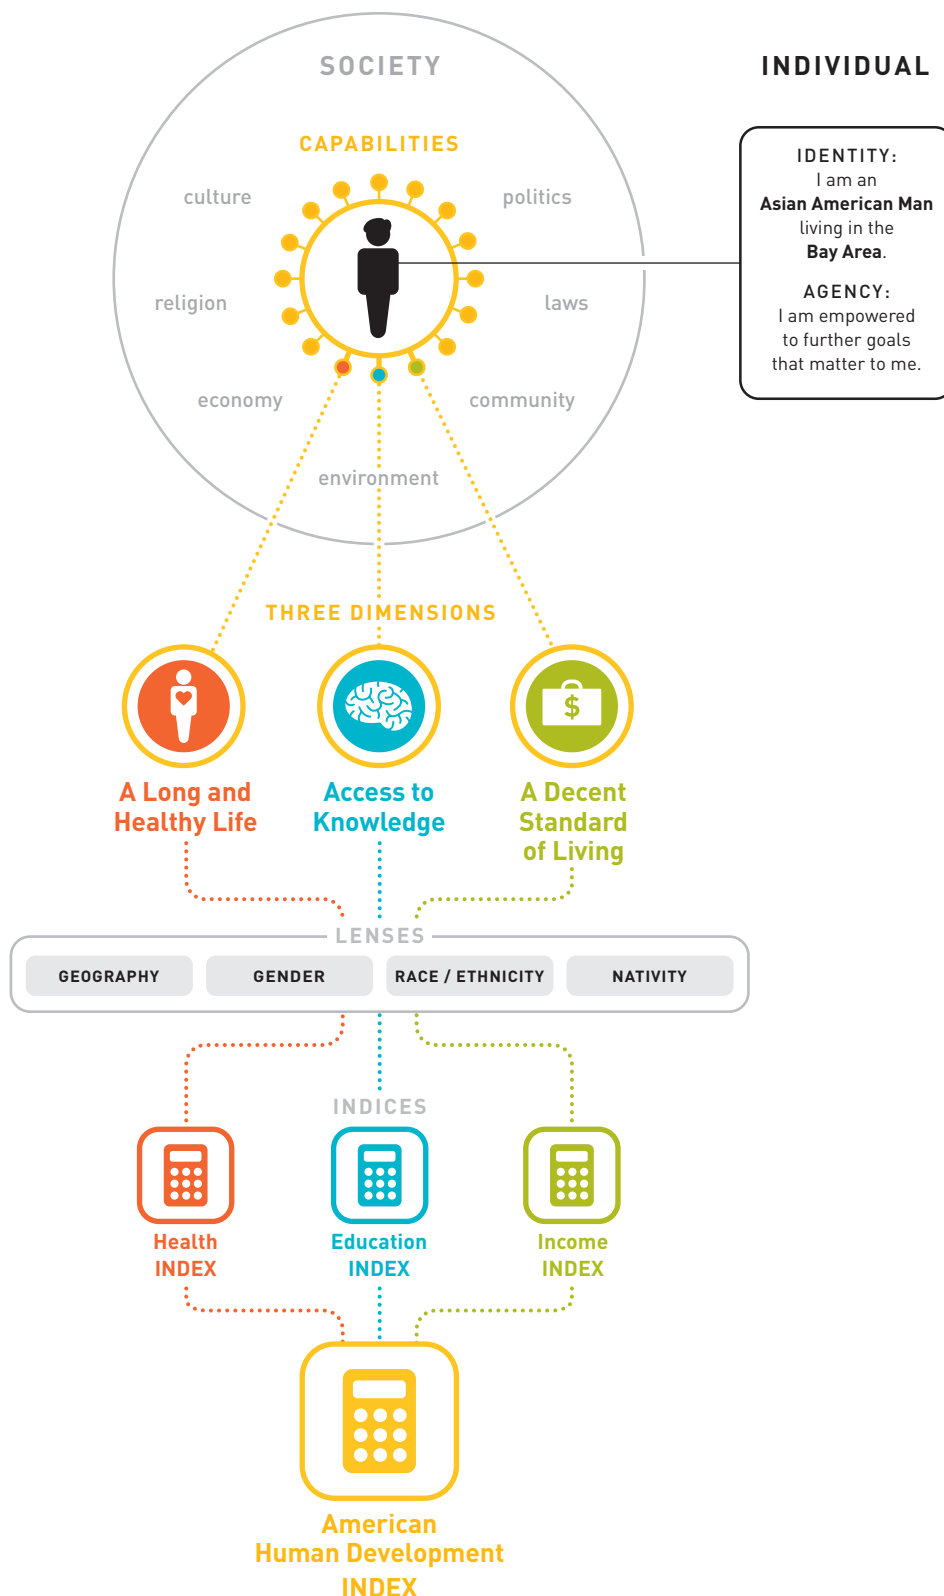 SOCIETY
INDIVIDUAL
CAPABILITIES
culture
politics
religion
laws
economy
community
environment
IDENTITY:
I am an
Asian American Man
living in the
Bay Area.
AGENCY:
I am empowered
to further goals
that matter to me.
THREE DIMENSIONS
$
A Long and
Healthy Life
Access to
Knowledge
A Decent
Standard
of Living
LENSES
GEOGRAPHY
GENDER
RACE / ETHNICITY
NATIVITY
INDICES
Health
INDEX
Education
INDEX
Income
INDEX
American
Human Development
INDEX